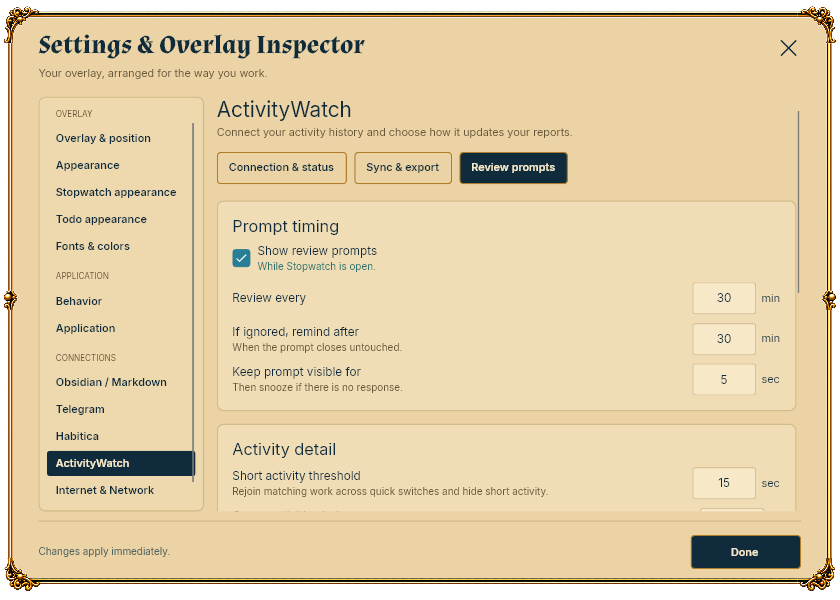 Settings & Overlay Inspector
Your overlay, arranged for the way you work.
OVERLAY
Overlay & position
Appearance
Stopwatch appearance
Todo appearance
Fonts & colors
APPLICATION
Behavior
Application
CONNECTIONS
Obsidian / Markdown
Telegram
Habitica
ActivityWatch
Internet & Network
ActivityWatch
Connect your activity history and choose how it updates your reports.
Connection & status
Sync & export
Review prompts
Prompt timing
Show review prompts
While Stopwatch is open.
Review every
30 min
If ignored, remind after
When the prompt closes untouched.
30 min
Keep prompt visible for
Then snooze if there is no response.
5 sec
Activity detail
Short activity threshold
Rejoin matching work across quick switches and hide short activity.
15 sec
Changes apply immediately.
Done